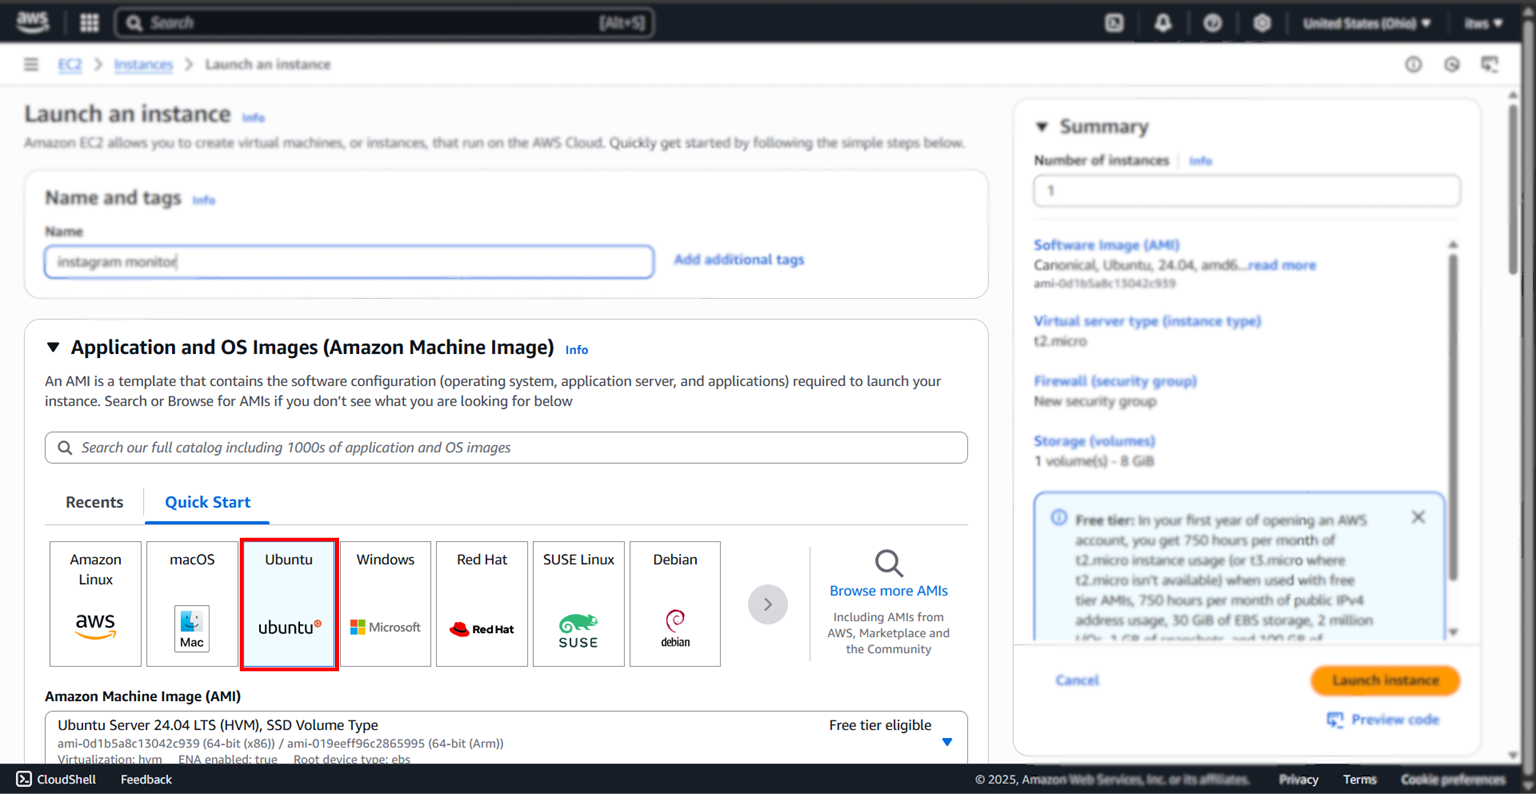 aws
Search
[Alt+S]
United States (Ohio)
itws
EC2
Instances
Launch an instance
Launch an instance
Info
Amazon EC2 allows you to create virtual machines, or instances, that run on the AWS Cloud. Quickly get started by following the simple steps below.
Name and tags
Info
Name
instagram monitor
Add additional tags
Application and OS Images (Amazon Machine Image)
Info
An AMI is a template that contains the software configuration (operating system, application server, and applications) required to launch your
instance. Search or Browse for AMIs if you don't see what you are looking for below
Search our full catalog including 1000s of application and OS images
Recents
Quick Start
Amazon
Linux
aws
macOS
Mac
Ubuntu
ubuntu
Windows
Microsoft
Red Hat
Red Hat
SUSE Linux
SUSE
Debian
debian
Browse more AMIs
Including AMIs from
AWS, Marketplace and
the Community
Amazon Machine Image (AMI)
Ubuntu Server 24.04 LTS (HVM), SSD Volume Type
Free tier eligible
ami-0d1b5a8c13042c939 (64-bit (x86)) / ami-019eeff96c2865995 (64-bit (Arm))
Virtualization: hvm ENA enabled: true Root device type: ebs
Summary
Number of instances
Info
1
Software Image (AMI)
Canonical, Ubuntu, 24.04, amd6...read more
ami-0d1b5a8c13042c939
Virtual server type (instance type)
t2.micro
Firewall (security group)
New security group
Storage (volumes)
1 volume(s) - 8 GiB
Free tier: In your first year of opening an AWS
account, you get 750 hours per month of
t2.micro instance usage (or t3.micro where
t2.micro isn't available) when used with free
tier AMIs, 750 hours per month of public IPv4
address usage, 30 GiB of EBS storage, 2 million
I/Os, 1 GB of snapshots, and 100 GB of
Cancel
Launch instance
Preview code
CloudShell
Feedback
© 2025, Amazon Web Services, Inc. or its affiliates.
Privacy
Terms
Cookie preferences